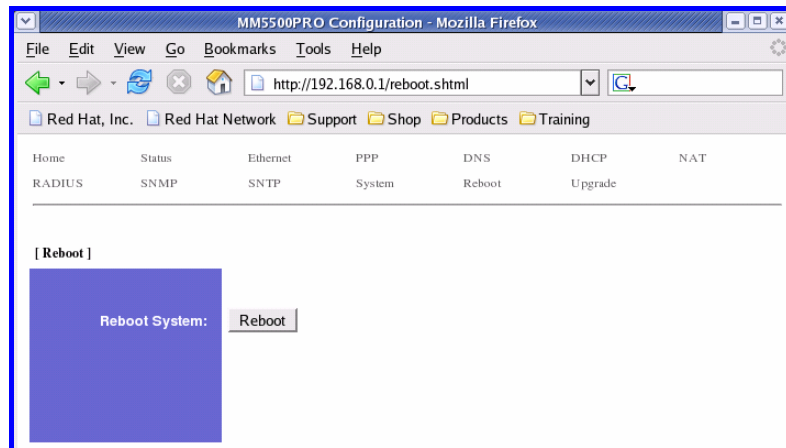 MM5500PRO Configuration - Mozilla Firefox
File Edit View Go Bookmarks Tools Help
http://192.168.0.1/reboot.shtml G
Red Hat, Inc. Red Hat Network Support Shop Products Training
Home Status Ethernet PPP DNS DHCP NAT
RADIUS SNMP SNTP System Reboot Upgrade
[ Reboot ]
Reboot System: Reboot